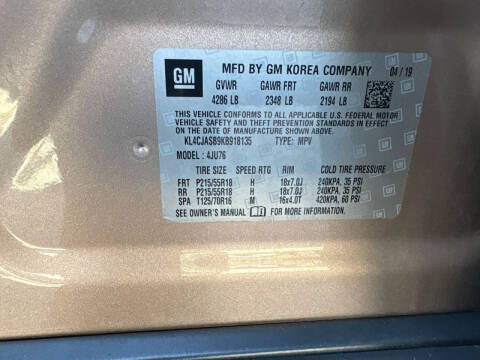 GM
MFD BY GM KOREA COMPANY 04 / 19
GVWR GAWR FRT GAWR RR
4286 LB 2348 LB 2194 LB
THIS VEHICLE CONFORMS TO ALL APPLICABLE U.S. FEDERAL MOTOR
VEHICLE SAFETY AND THEFT PREVENTION STANDARDS IN EFFECT ON
THE DATE OF MANUFACTURE SHOWN ABOVE.
KL4CJASB9KB918135 TYPE: MPV
MODEL : 4JU76
TIRE SIZE SPEED RTG RIM COLD TIRE PRESSURE
FRT P215/55R18 H 18x7.0J 240KPA, 35 PSI
RR P215/55R18 H 18x7.0J 240KPA, 35 PSI
SPA T125/70R16 M 16x4.0T 420KPA, 60 PSI
SEE OWNER'S MANUAL FOR MORE INFORMATION.